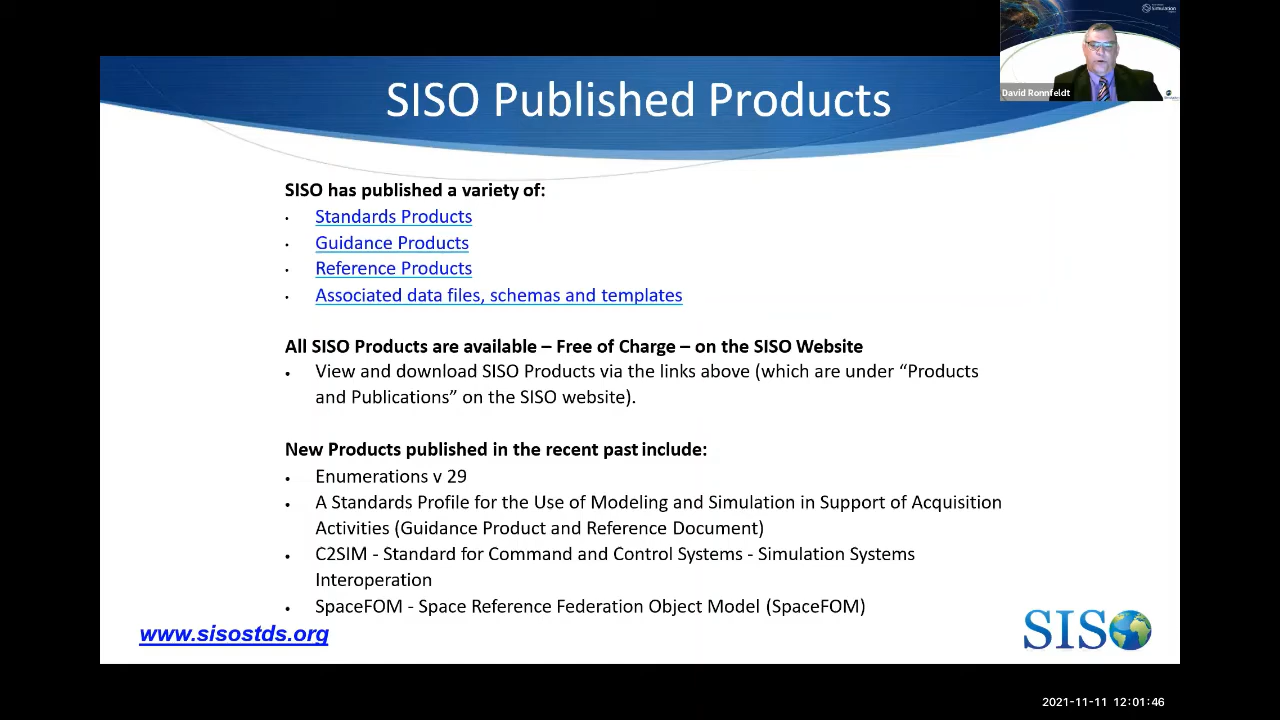 Simulation
SISO Published Products
David Ronnfeldt
SISO has published a variety of:
· Standards Products
· Guidance Products
· Reference Products
· Associated data files, schemas and templates
All SISO Products are available – Free of Charge – on the SISO Website
• View and download SISO Products via the links above (which are under “Products
and Publications” on the SISO website).
New Products published in the recent past include:
• Enumerations v 29
• A Standards Profile for the Use of Modeling and Simulation in Support of Acquisition
Activities (Guidance Product and Reference Document)
• C2SIM - Standard for Command and Control Systems - Simulation Systems
Interoperation
• SpaceFOM - Space Reference Federation Object Model (SpaceFOM)
www.sisostds.org
SISO
2021-11-11 12:01:46